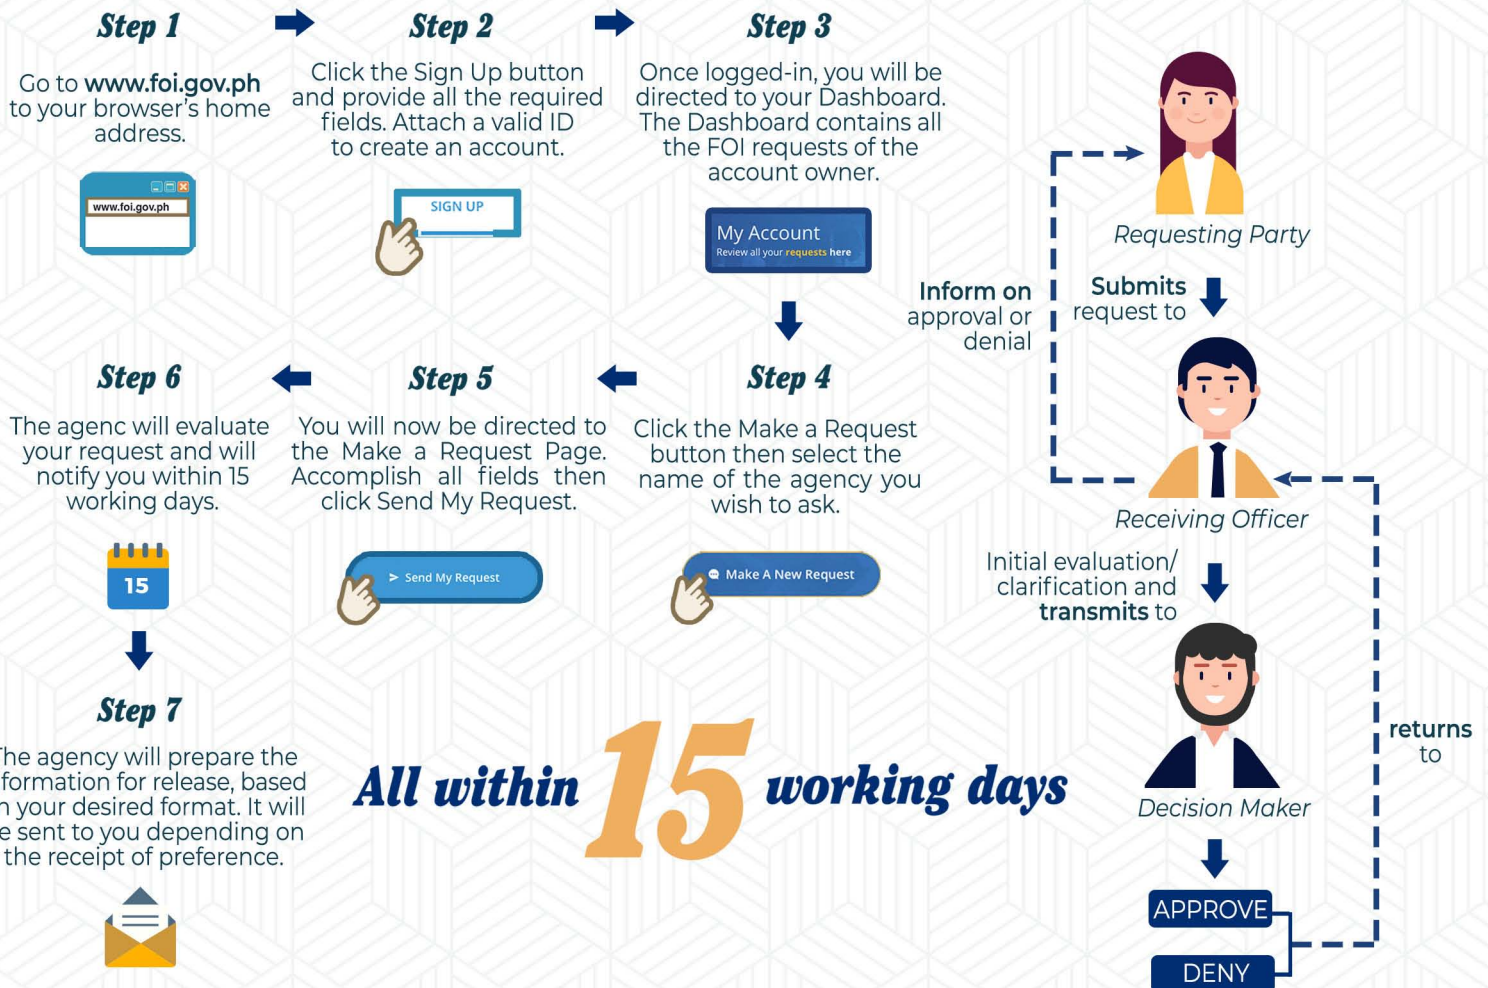 Step 1
Go to www.foi.gov.ph
to your browser's home
address.
www.foi.gov.ph
Step 2
Click the Sign Up button
and provide all the required
fields. Attach a valid ID
to create an account.
SIGN UP
Step 3
Once logged-in, you will be
directed to your Dashboard.
The Dashboard contains all
the FOI requests of the
account owner.
My Account
Review all your requests here
Step 4
Click the Make a Request
button then select the
name of the agency you
wish to ask.
Make A New Request
Step 5
You will now be directed to
the Make a Request Page.
Accomplish all fields then
click Send My Request.
Send My Request
Step 6
The agenc will evaluate
your request and will
notify you within 15
working days.
15
Step 7
The agency will prepare the
formation for release, based
your desired format. It will
sent to you depending on
the receipt of preference.
All within 15 working days
Requesting Party
Submits
request to
Inform on
approval or
denial
Receiving Officer
Initial evaluation/
clarification and
transmits to
Decision Maker
returns
to
APPROVE
DENY